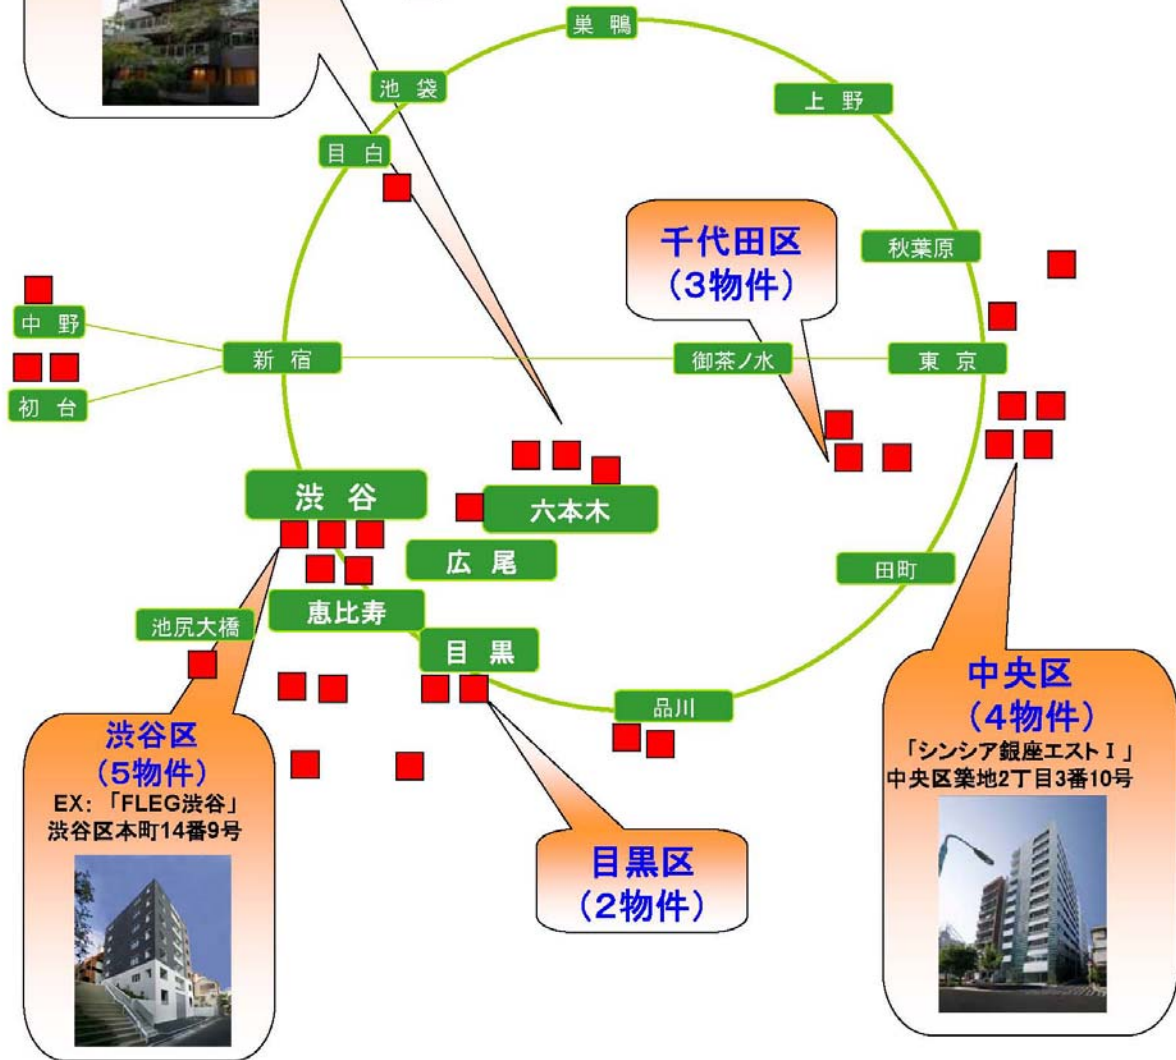 巣鴨
池袋
上野
目白
千代田区
（3物件）
秋葉原
中野
新宿
御茶ノ水
東京
初台
渋谷
六本木
広尾
田町
恵比寿
池尻大橋
目黒
品川
渋谷区
（5物件）
EX:「FLEG渋谷」
渋谷区本町14番9号
中央区
（4物件）
「シンシア銀座エストⅠ」
中央区築地2丁目3番10号
目黒区
（2物件）